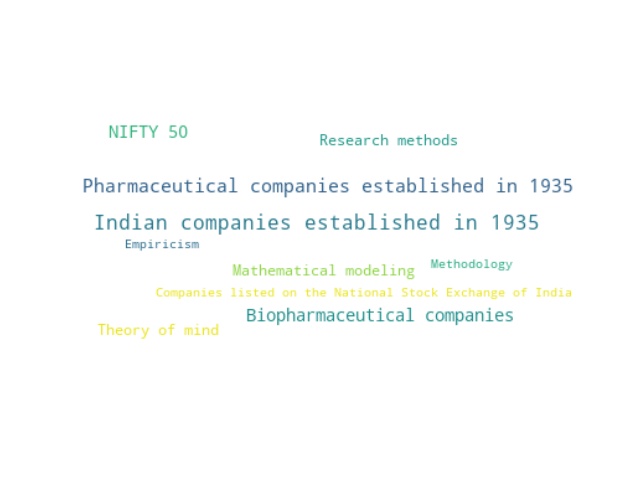 NIFTY 50
Research methods
Pharmaceutical companies established in 1935
Indian companies established in 1935
Empiricism
Methodology
Mathematical modeling
Companies listed on the National Stock Exchange of India
Biopharmaceutical companies
Theory of mind